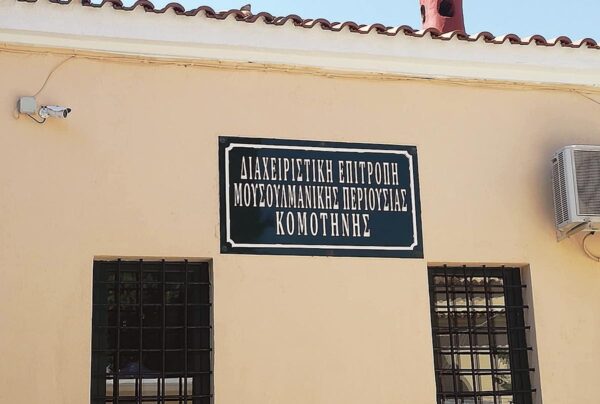 ΔΙΑΧΕΙΡΙΣΤΙΚΗ ΕΠΙΤΡΟΠΗ
ΜΟΥΣΟΥΛΜΑΝΙΚΗΣ ΠΕΡΙΟΥΣΙΑΣ
ΚΟΜΟΤΗΝΗΣ